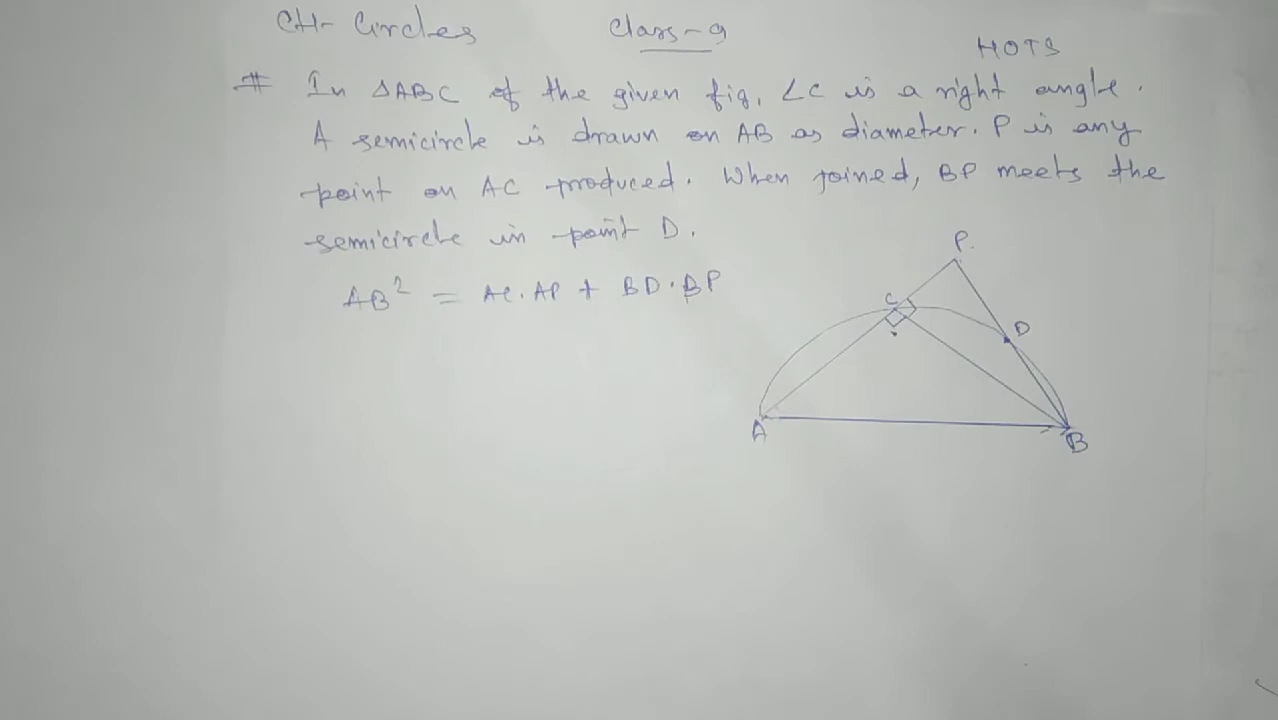 CH- Circles Class-9
HOTS
# In △ABC of the given fig, ∠C is a right angle.
A semicircle is drawn on AB as diameter. P is any
point on AC produced. When joined, BP meets the
semicircle in point D.
AB² = AC.AP + BD.BP
P.
C
D
A
B